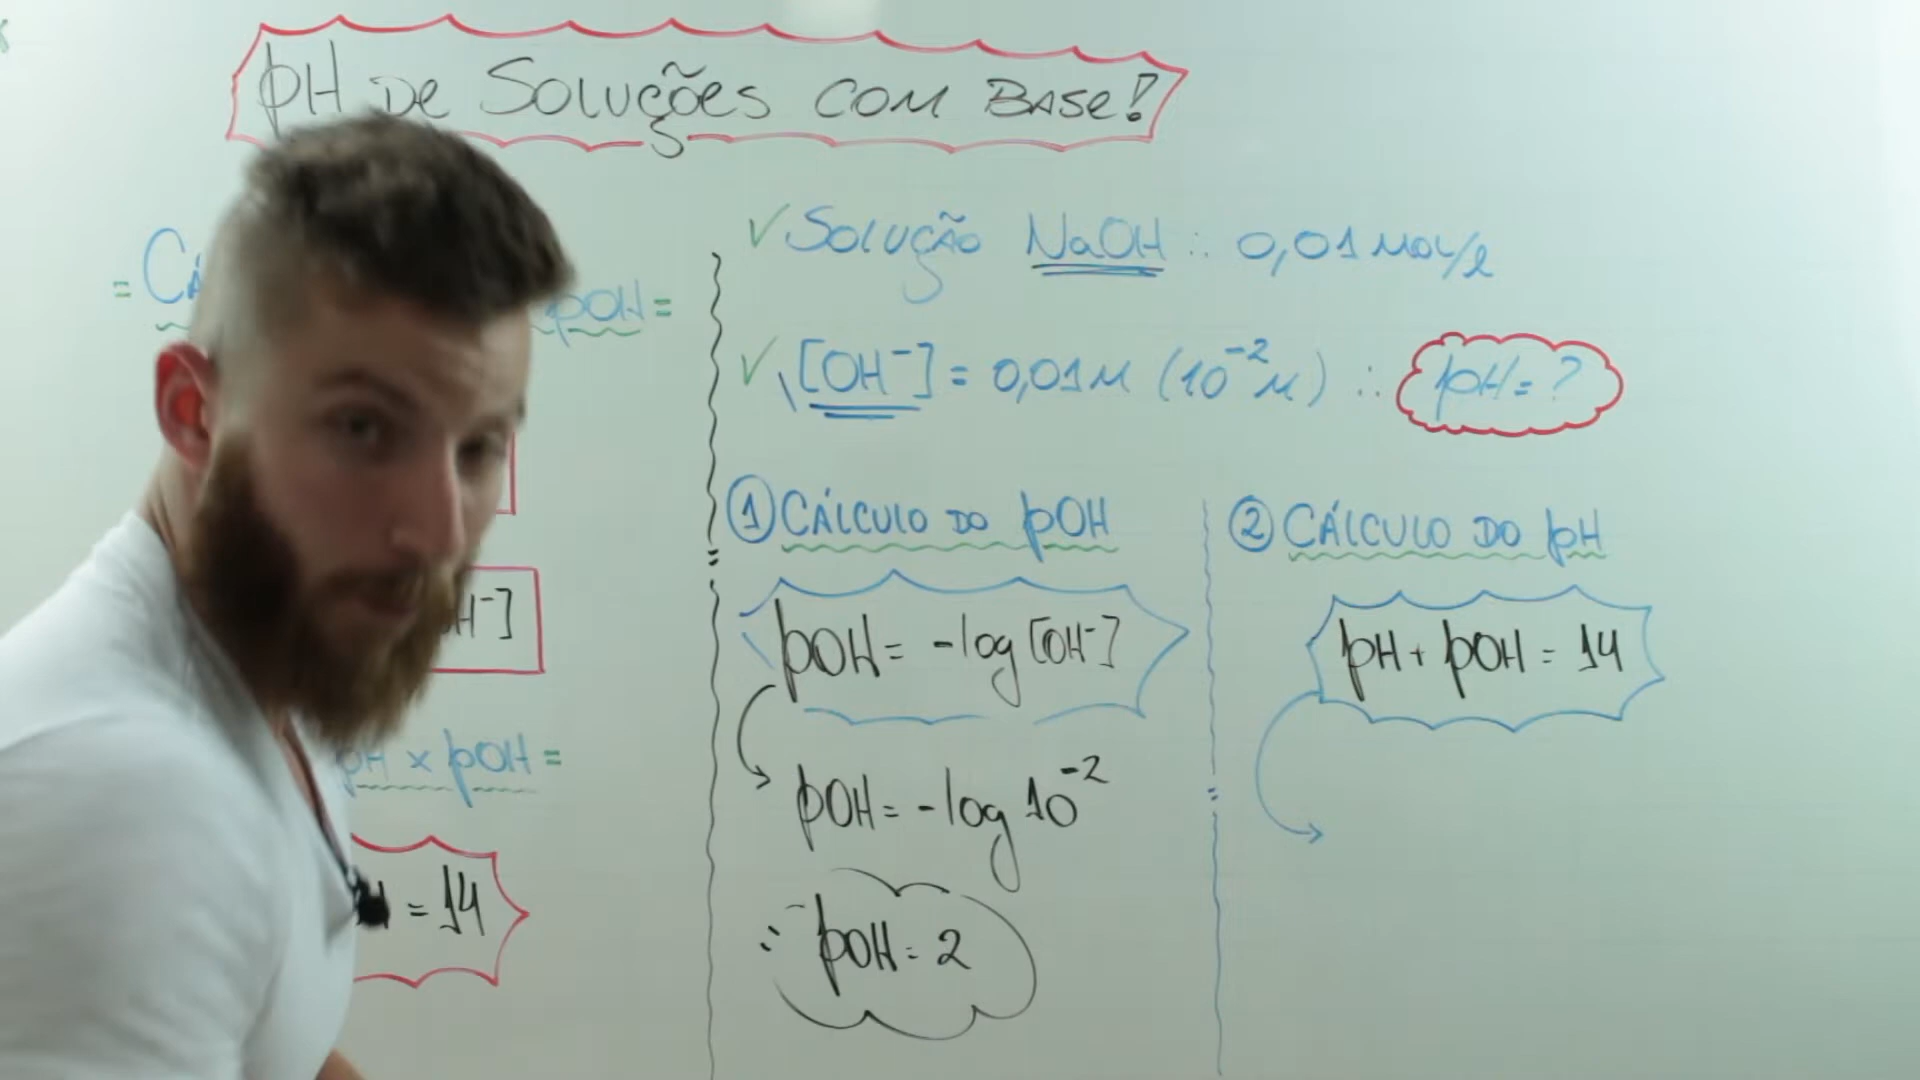 pH DE SOLUÇÕES COM BASE!
pOH =
H⁻]
pH x pOH =
= 14
✓ SOLUÇÃO NaOH ∴ 0,01 MOL/l
✓ [OH⁻] = 0,01 M (10⁻² M) ∴ pH = ?
① CÁLCULO DO pOH
pOH = -log [OH⁻]
pOH = -log 10⁻²
∴ pOH = 2
② CÁLCULO DO pH
pH + pOH = 14